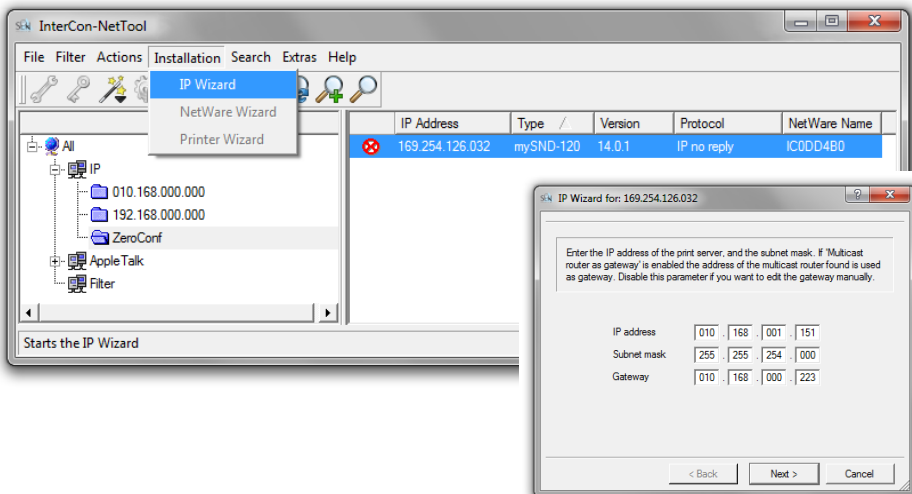 InterCon-NetTool
File Filter Actions Installation Search Extras Help
IP Wizard
NetWare Wizard
Printer Wizard
IP Address Type Version Protocol NetWare Name
169.254.126.032 mySND-120 14.0.1 IP no reply IC0DD4B0
All
IP
010.168.000.000
192.168.000.000
ZeroConf
AppleTalk
Filter
Starts the IP Wizard
IP Wizard for: 169.254.126.032
Enter the IP address of the print server, and the subnet mask. If 'Multicast
router as gateway' is enabled the address of the multicast router found is used
as gateway. Disable this parameter if you want to edit the gateway manually.
IP address 010 . 168 . 001 . 151
Subnet mask 255 . 255 . 254 . 000
Gateway 010 . 168 . 000 . 223
< Back Next > Cancel